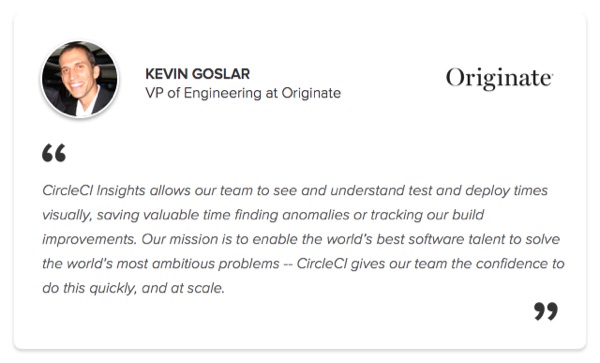 KEVIN GOSLAR
VP of Engineering at Originate
Originate
“
CircleCI Insights allows our team to see and understand test and deploy times
visually, saving valuable time finding anomalies or tracking our build
improvements. Our mission is to enable the world's best software talent to solve
the world's most ambitious problems -- CircleCI gives our team the confidence to
do this quickly, and at scale.
”